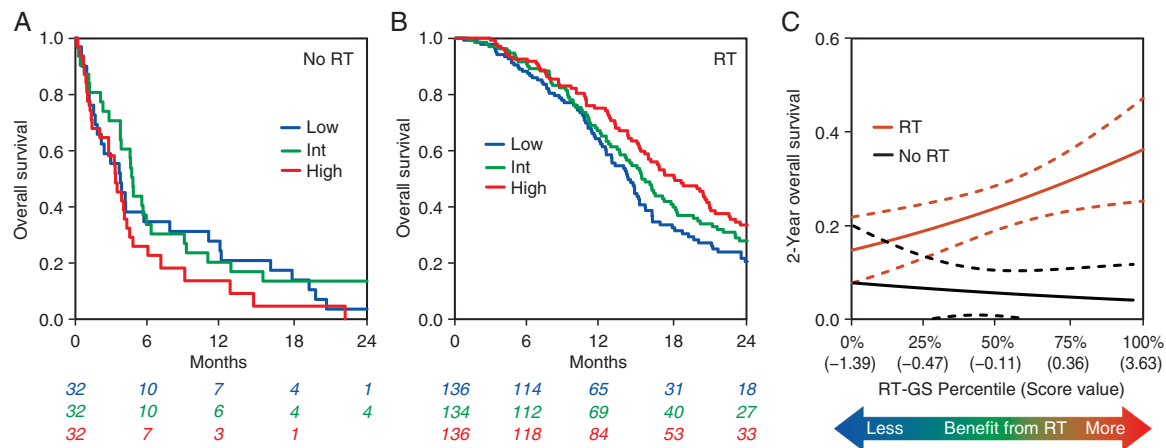 A
No RT
1.0
0.8
0.6
0.4
0.2
0.0
Overall survival
Low
Int
High
0 6 12 18 24
Months
32 10 7 4 1
32 10 6 4 4
32 7 3 1
B
RT
1.0
0.8
0.6
0.4
0.2
0.0
Overall survival
Low
Int
High
0 6 12 18 24
Months
136 114 65 31 18
134 112 69 40 27
136 118 84 53 33
C
0.6
0.4
0.2
0.0
2-Year overall survival
RT
No RT
0% 25% 50% 75% 100%
(−1.39) (−0.47) (−0.11) (0.36) (3.63)
RT-GS Percentile (Score value)
Less Benefit from RT More